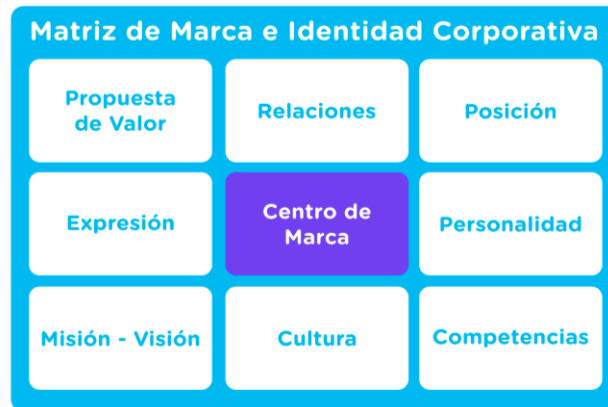 Matriz de Marca e Identidad Corporativa
Propuesta
de Valor
Relaciones
Posición
Expresión
Centro de
Marca
Personalidad
Misión - Visión
Cultura
Competencias